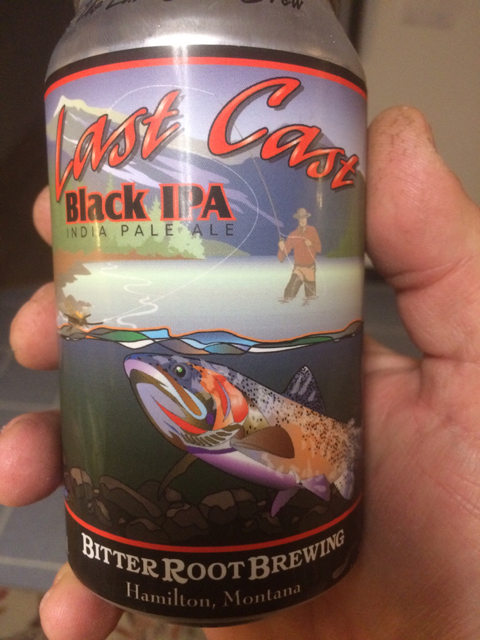 Last Cast
Black IPA
INDIA PALE ALE
BITTER ROOT BREWING
Hamilton, Montana